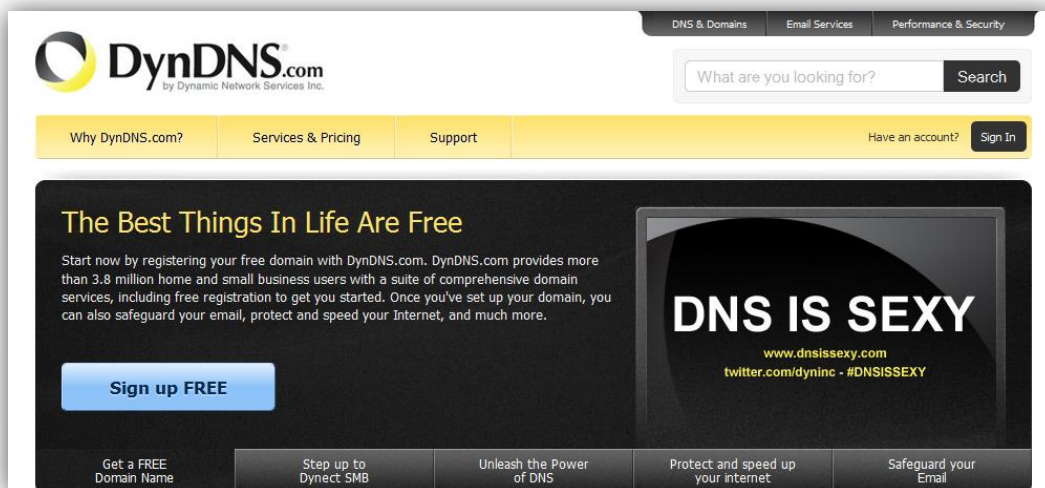 DNS & Domains Email Services Performance & Security
DynDNS.com
by Dynamic Network Services Inc.
What are you looking for? Search
Why DynDNS.com? Services & Pricing Support Have an account? Sign In
The Best Things In Life Are Free
Start now by registering your free domain with DynDNS.com. DynDNS.com provides more
than 3.8 million home and small business users with a suite of comprehensive domain
services, including free registration to get you started. Once you've set up your domain, you
can also safeguard your email, protect and speed your Internet, and much more.
Sign up FREE
DNS IS SEXY
www.dnsissexy.com
twitter.com/dyninc - #DNSISSEXY
Get a FREE
Domain Name
Step up to
Dynect SMB
Unleash the Power
of DNS
Protect and speed up
your internet
Safeguard your
Email